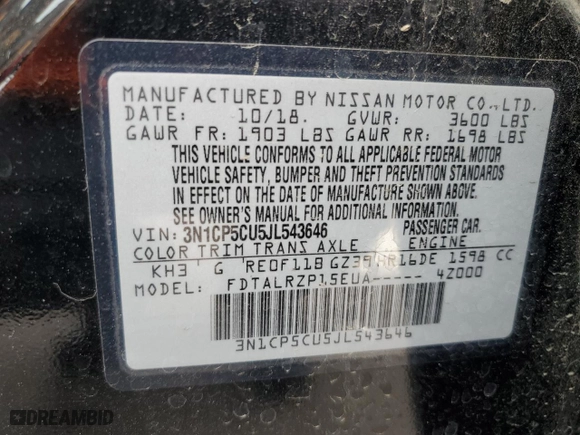 MANUFACTURED BY NISSAN MOTOR CO., LTD.
DATE: 10/18. GVWR: 3600 LBS
GAWR FR: 1903 LBS GAWR RR: 1698 LBS
THIS VEHICLE CONFORMS TO ALL APPLICABLE FEDERAL MOTOR
VEHICLE SAFETY, BUMPER AND THEFT PREVENTION STANDARDS
IN EFFECT ON THE DATE OF MANUFACTURE SHOWN ABOVE.
SEE OWNER'S MANUAL FOR ADDITIONAL INFORMATION.
VIN: 3N1CP5CU5JL543646 PASSENGER CAR.
COLOR TRIM TRANS AXLE ENGINE
KH3 G RE0F11B GZ39 HR16DE 1598 CC
FDTALRZP15EUA----- 4Z000
3N1CP5CU5JL543646
DREAMBID